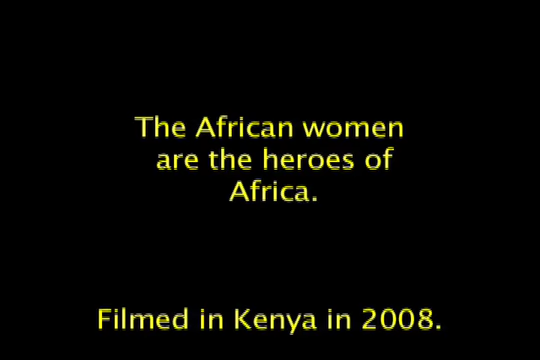 The African women
are the heroes of
Africa.
Filmed in Kenya in 2008.